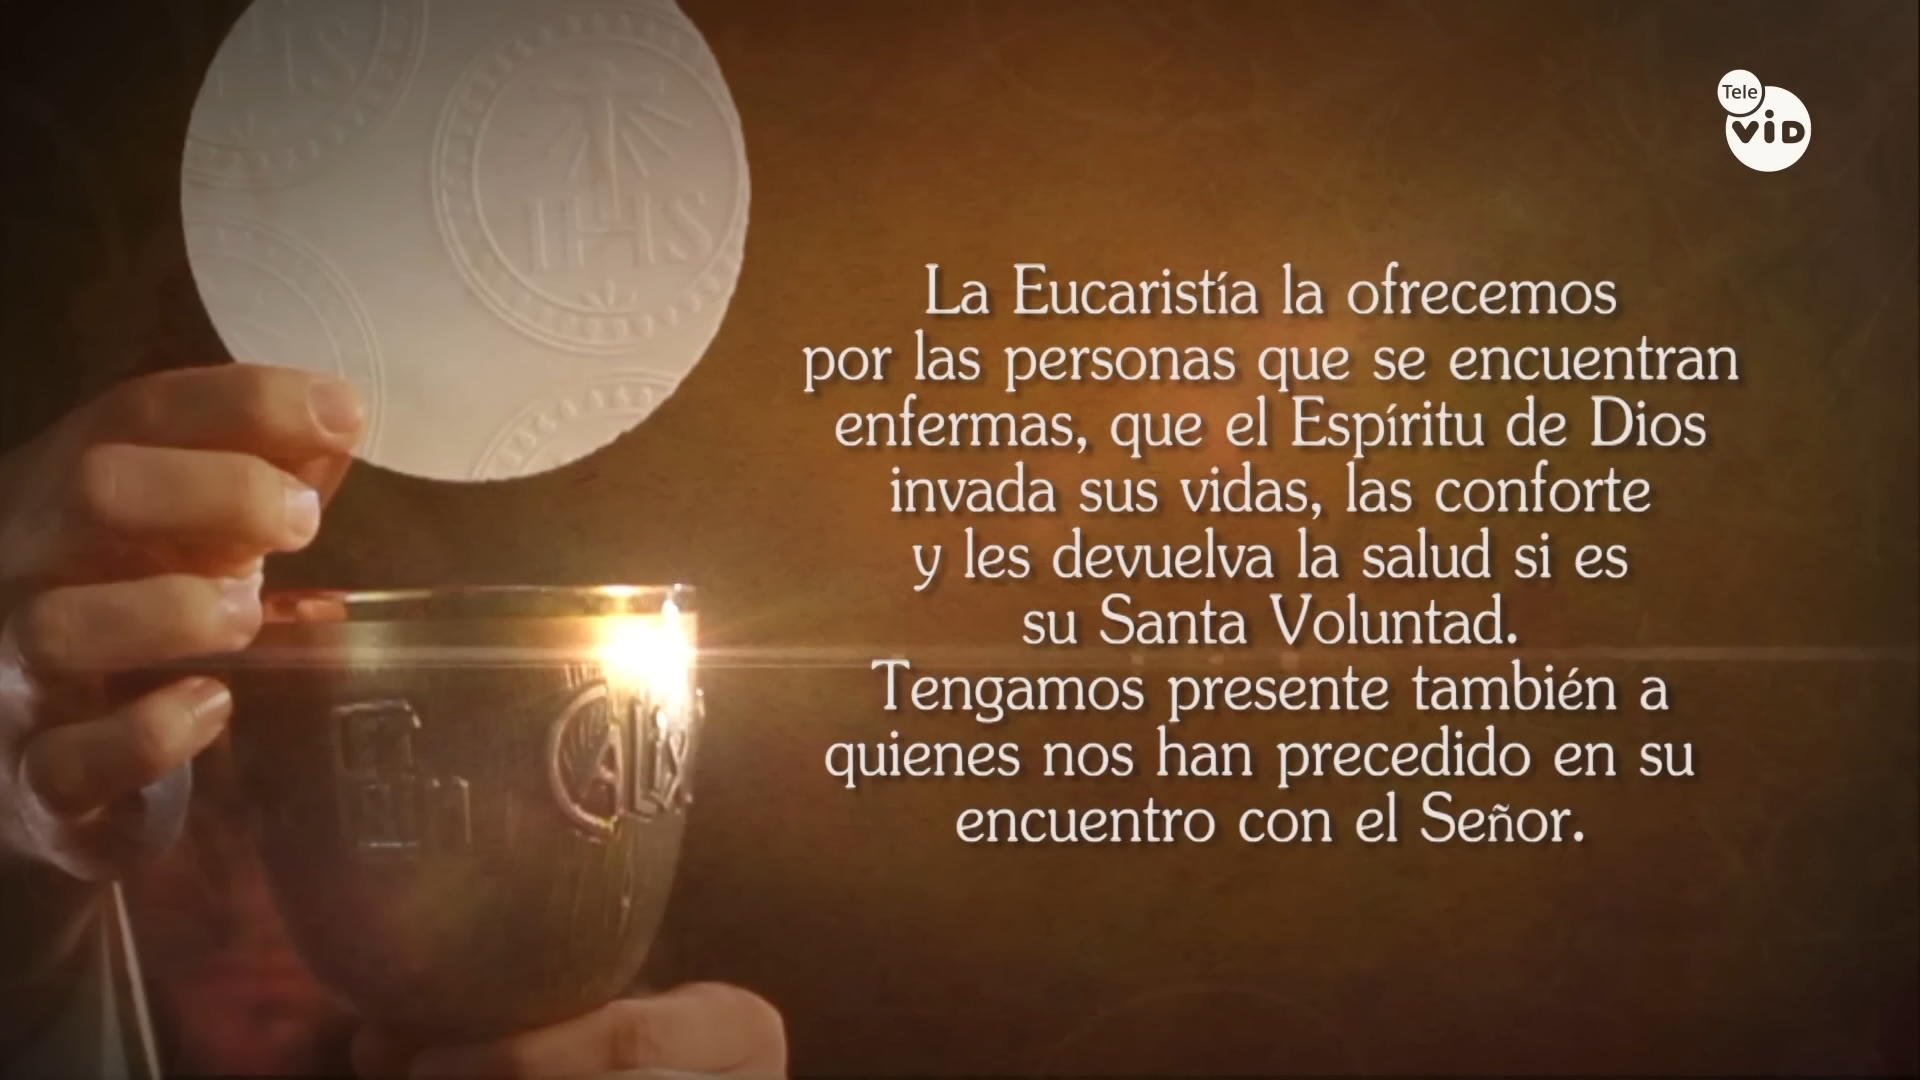 IHS
Tele
ViD
La Eucaristía la ofrecemos
por las personas que se encuentran
enfermas, que el Espíritu de Dios
invada sus vidas, las conforte
y les devuelva la salud si es
su Santa Voluntad.
Tengamos presente también a
quienes nos han precedido en su
encuentro con el Señor.
CALIX